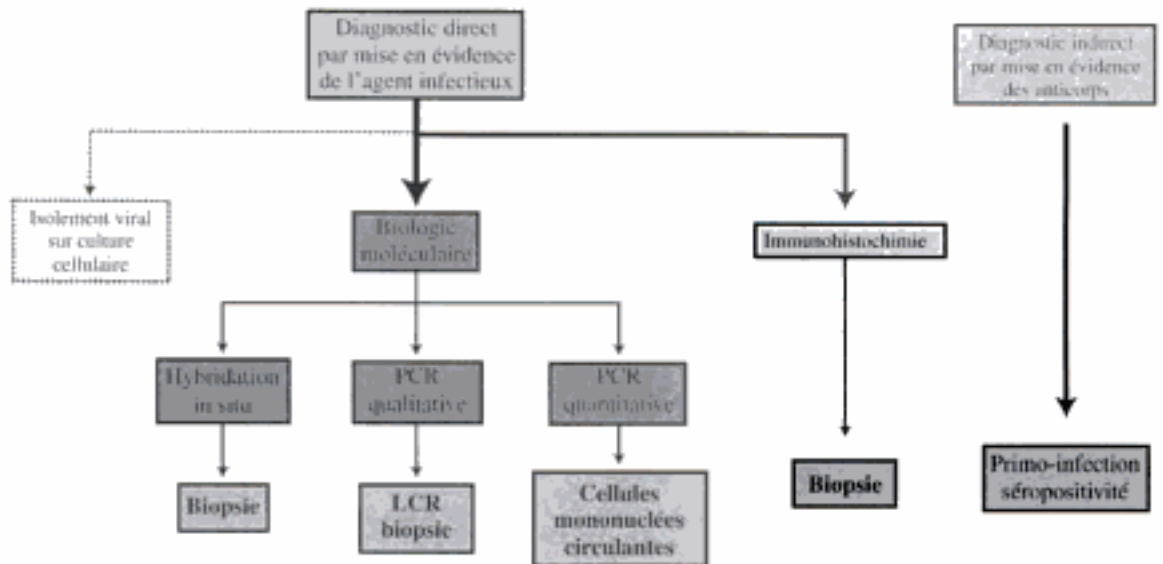 Diagnostic direct
par mise en évidence
de l'agent infectieux
Diagnostic indirect
par mise en évidence
des anticorps
Isolement viral
sur culture
cellulaire
Biologie
moléculaire
Immunohistochimie
Hybridation
in situ
PCR
qualitative
PCR
quantitative
Biopsie
LCR
biopsie
Cellules
mononuclées
circulantes
Biopsie
Primo-infection
séropositivité